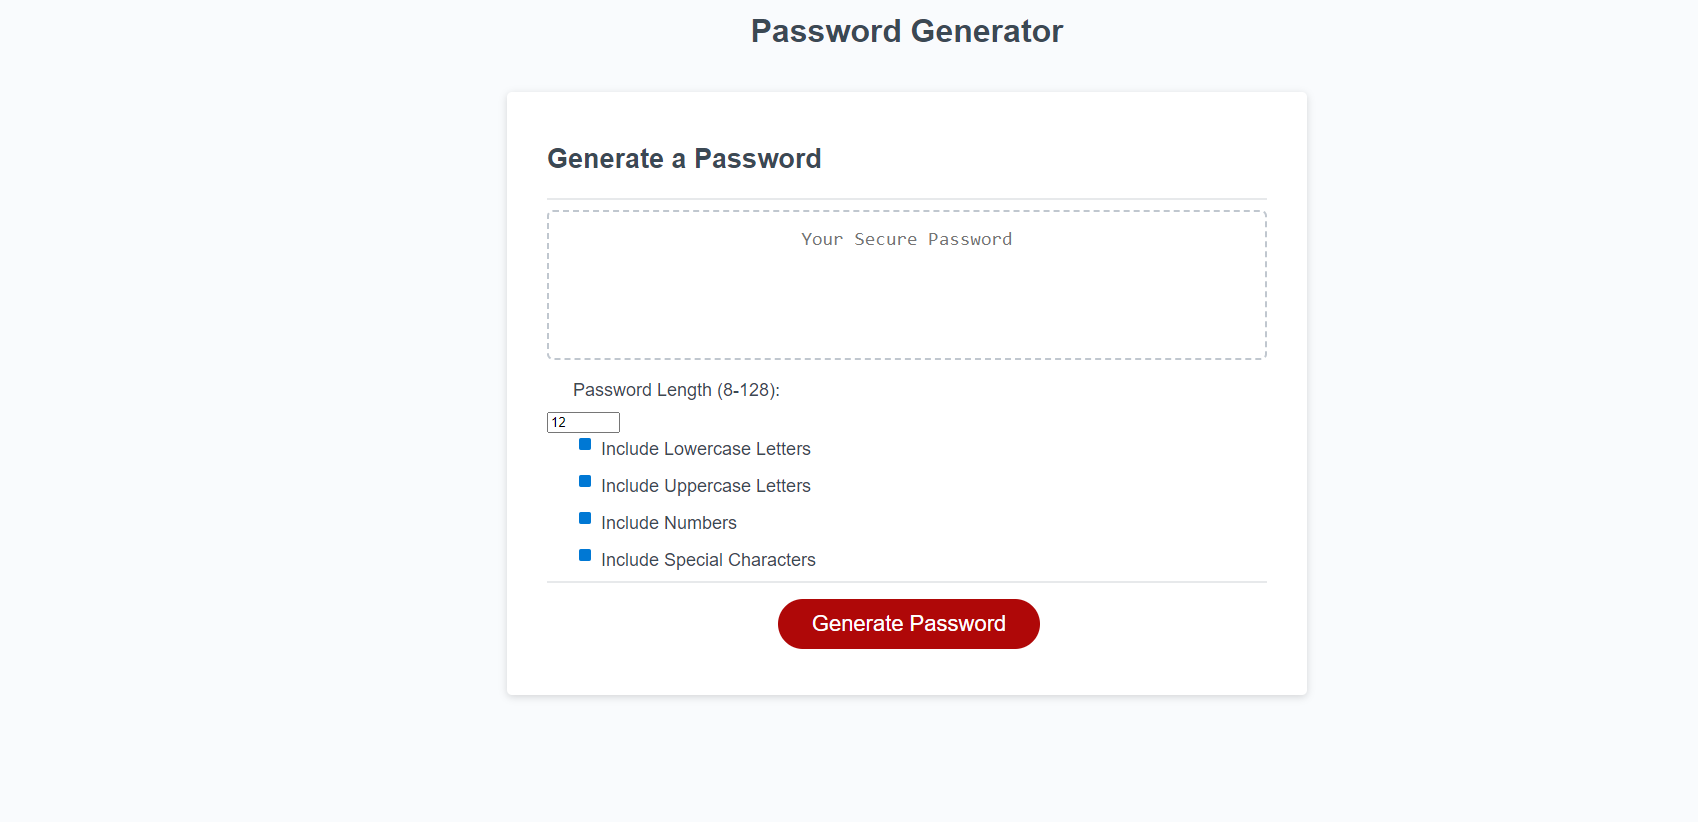 Password Generator
Generate a Password
Your Secure Password
Password Length (8-128):
12
Include Lowercase Letters
Include Uppercase Letters
Include Numbers
Include Special Characters
Generate Password